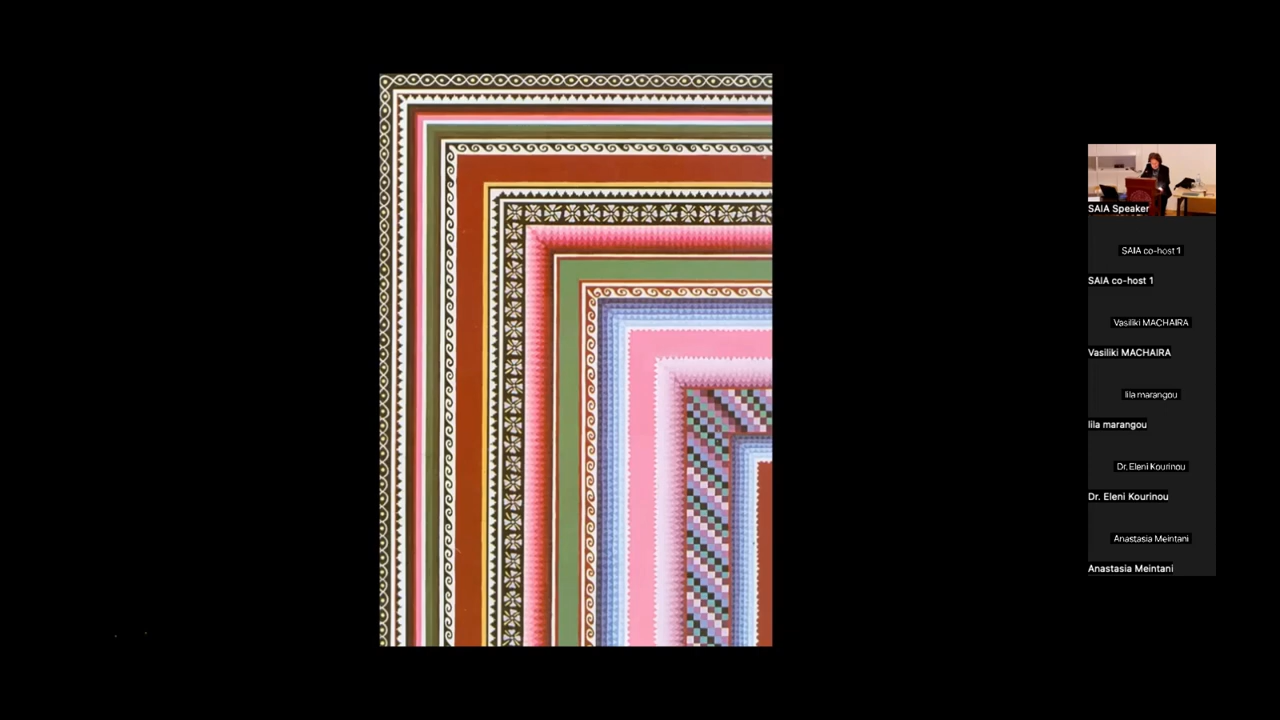 SAIA Speaker
SAIA co-host 1
SAIA co-host 1
Vasiliki MACHAIRA
Vasiliki MACHAIRA
lila marangou
lila marangou
Dr. Eleni Kourinou
Dr. Eleni Kourinou
Anastasia Meintani
Anastasia Meintani